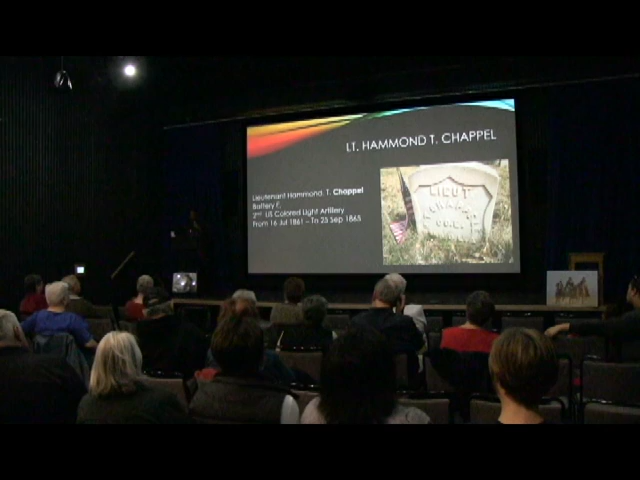 LT. HAMMOND T. CHAPPEL
Lieutenant Hammond. T. Chappel
Battery E,
2nd US Colored Light Artillery
From 16 Jul 1861 – To 23 Sep 1865
LIEUT